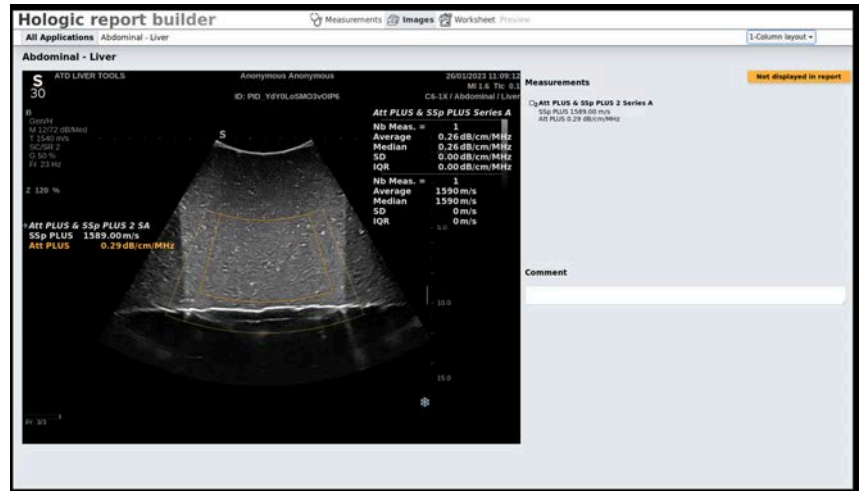 Hologic report builder
Measurements Images Worksheet Preview
All Applications Abdominal - Liver
1-Column layout
Abdominal - Liver
S
30
ATD LIVER TOOLS
Anonymous Anonymous
ID: PID_YdY0LoSMO3vOIP6
26/01/2023 11:09:12
MI 1.6 TIc 0.1
C6-1X / Abdominal / Liver
B
Gen/H
M 12/72 dB/Med
T 1540 m/s
SC/SR 2
G 50 %
Fr. 23 Hz
Z 120 %
S
Att PLUS & SSp PLUS Series A
Nb Meas. = 1
Average 0.26 dB/cm/MHz
Median 0.26 dB/cm/MHz
SD 0.00 dB/cm/MHz
IQR 0.00 dB/cm/MHz
Nb Meas. = 1
Average 1590 m/s
Median 1590 m/s
SD 0 m/s
IQR 0 m/s
+Att PLUS & SSp PLUS 2 SA
SSp PLUS 1589.00 m/s
Att PLUS 0.29 dB/cm/MHz
5.0
10.0
15.0
Fr. 3/3
Measurements
Not displayed in report
Att PLUS & SSp PLUS 2 Series A
SSp PLUS 1589.00 m/s
Att PLUS 0.29 dB/cm/MHz
Comment